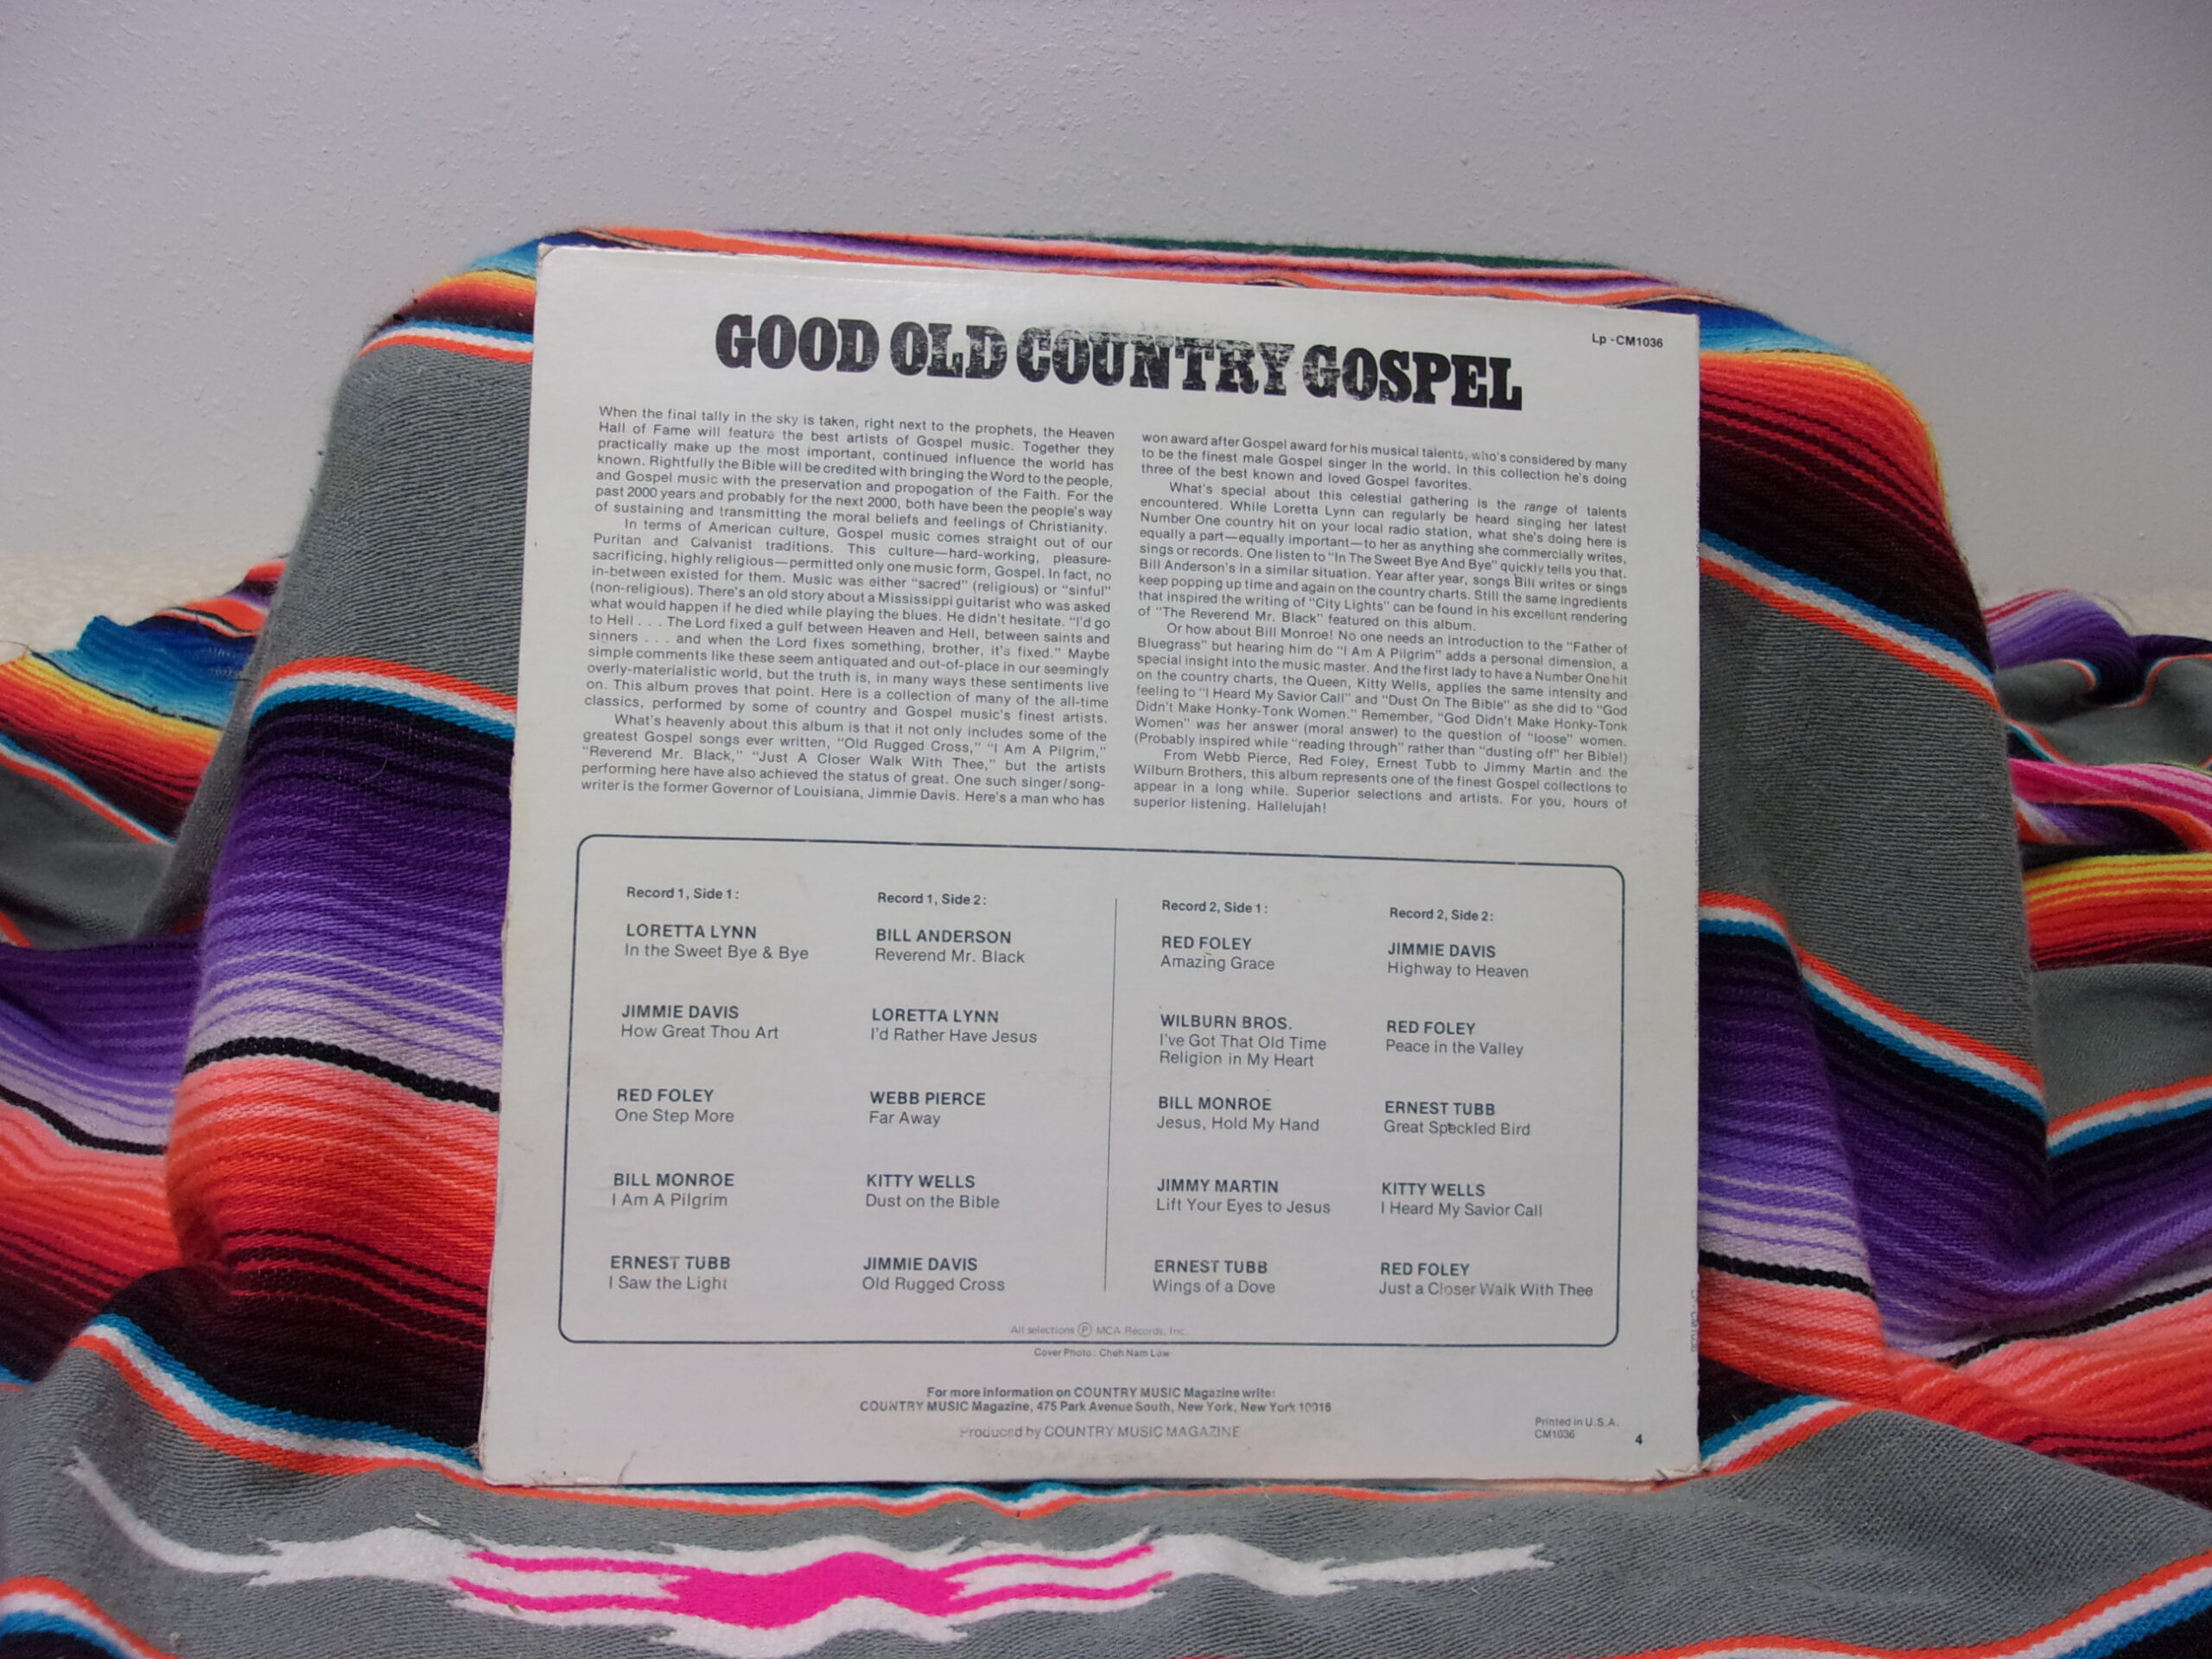 GOOD OLD COUNTRY GOSPEL
Lp-CM1036
When the final tally in the sky is taken, right next to the prophets, the Heaven
Hall of Fame will feature the best artists of Gospel music. Together they
practically make up the most important, continued influence the world has
known. Rightfully the Bible will be credited with bringing the Word to the people,
and Gospel music with the preservation and propogation of the Faith. For the
past 2000 years and probably for the next 2000, both have been the people's way
of sustaining and transmitting the moral beliefs and feelings of Christianity.
In terms of American culture, Gospel music comes straight out of our
Puritan and Calvanist traditions. This culture—hard-working, pleasure-
sacrificing, highly religious—permitted only one music form, Gospel. In fact, no
in-between existed for them. Music was either "sacred" (religious) or "sinful"
(non-religious). There's an old story about a Mississippi guitarist who was asked
what would happen if he died while playing the blues. He didn't hesitate. "I'd go
to Hell . . . The Lord fixed a gulf between Heaven and Hell, between saints and
sinners . . . and when the Lord fixes something, brother, it's fixed." Maybe
simple comments like these seem antiquated and out-of-place in our seemingly
overly-materialistic world, but the truth is, in many ways these sentiments live
on. This album proves that point. Here is a collection of many of the all-time
classics, performed by some of country and Gospel music's finest artists.
What's heavenly about this album is that it not only includes some of the
greatest Gospel songs ever written, "Old Rugged Cross," "I Am A Pilgrim,"
"Reverend Mr. Black," "Just A Closer Walk With Thee," but the artists
performing here have also achieved the status of great. One such singer/song-
writer is the former Governor of Louisiana, Jimmie Davis. Here's a man who has
won award after Gospel award for his musical talents, who's considered by many
to be the finest male Gospel singer in the world. In this collection he's doing
three of the best known and loved Gospel favorites.
What's special about this celestial gathering is the range of talents
encountered. While Loretta Lynn can regularly be heard singing her latest
Number One country hit on your local radio station, what she's doing here is
equally a part—equally important—to her as anything she commercially writes,
sings or records. One listen to "In The Sweet Bye And Bye" quickly tells you that.
Bill Anderson's in a similar situation. Year after year, songs Bill writes or sings
keep popping up time and again on the country charts. Still the same ingredients
that inspired the writing of "City Lights" can be found in his excellent rendering
of "The Reverend Mr. Black" featured on this album.
Or how about Bill Monroe! No one needs an introduction to the "Father of
Bluegrass" but hearing him do "I Am A Pilgrim" adds a personal dimension, a
special insight into the music master. And the first lady to have a Number One hit
on the country charts, the Queen, Kitty Wells, applies the same intensity and
feeling to "I Heard My Savior Call" and "Dust On The Bible" as she did to "God
Didn't Make Honky-Tonk Women." Remember, "God Didn't Make Honky-Tonk
Women" was her answer (moral answer) to the question of "loose" women.
(Probably inspired while "reading through" rather than "dusting off" her Bible!)
From Webb Pierce, Red Foley, Ernest Tubb to Jimmy Martin and the
Wilburn Brothers, this album represents one of the finest Gospel collections to
appear in a long while. Superior selections and artists. For you, hours of
superior listening. Hallelujah!
Record 1, Side 1:
LORETTA LYNN
In the Sweet Bye & Bye
JIMMIE DAVIS
How Great Thou Art
RED FOLEY
One Step More
BILL MONROE
I Am A Pilgrim
ERNEST TUBB
I Saw the Light
Record 1, Side 2:
BILL ANDERSON
Reverend Mr. Black
LORETTA LYNN
I'd Rather Have Jesus
WEBB PIERCE
Far Away
KITTY WELLS
Dust on the Bible
JIMMIE DAVIS
Old Rugged Cross
Record 2, Side 1:
RED FOLEY
Amazing Grace
WILBURN BROS.
I've Got That Old Time
Religion in My Heart
BILL MONROE
Jesus, Hold My Hand
JIMMY MARTIN
Lift Your Eyes to Jesus
ERNEST TUBB
Wings of a Dove
Record 2, Side 2:
JIMMIE DAVIS
Highway to Heaven
RED FOLEY
Peace in the Valley
ERNEST TUBB
Great Speckled Bird
KITTY WELLS
I Heard My Savior Call
RED FOLEY
Just a Closer Walk With Thee
All selections Ⓟ MCA Records, Inc.
Cover Photo: Cheh Nam Low
For more information on COUNTRY MUSIC Magazine write:
COUNTRY MUSIC Magazine, 475 Park Avenue South, New York, New York 10016
Produced by COUNTRY MUSIC MAGAZINE
Printed in U.S.A.
CM1036
4